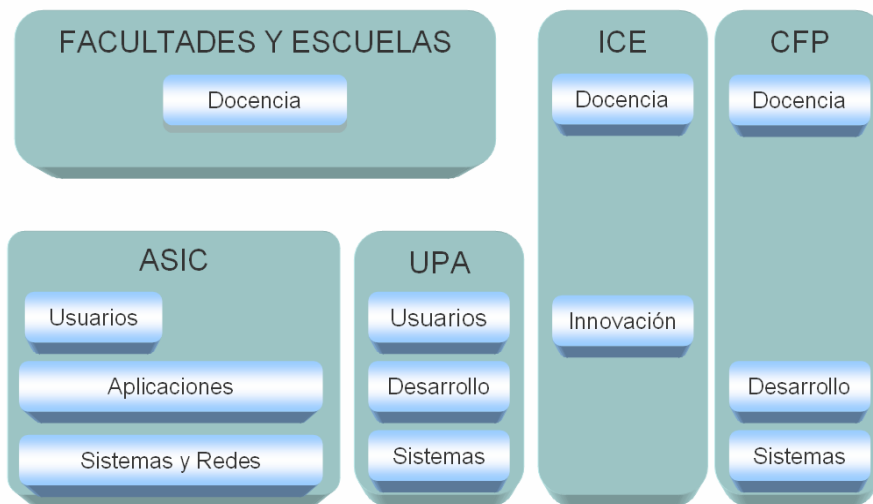 FACULTADES Y ESCUELAS
Docencia
ICE
Docencia
Innovación
CFP
Docencia
Desarrollo
Sistemas
ASIC
Usuarios
Aplicaciones
Sistemas y Redes
UPA
Usuarios
Desarrollo
Sistemas